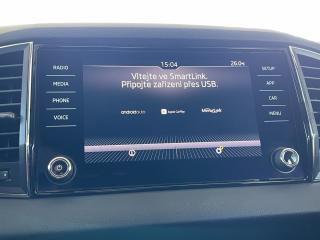 15:04
26.04
RADIO
MEDIA
PHONE
VOICE
Vítejte ve SmartLink.
Připojte zařízení přes USB.
androidauto
Apple CarPlay
MirrorLink
SETUP
APP
CAR
MENU